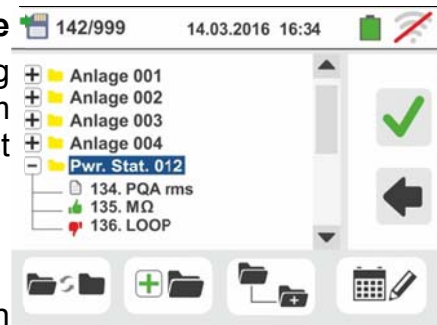 e
142/999 14.03.2016 16:34
g
Anlage 001
n
Anlage 002
Anlage 003
t
Anlage 004
Pwr. Stat. 012
134. PQA rms
135. MΩ
136. LOOP
n